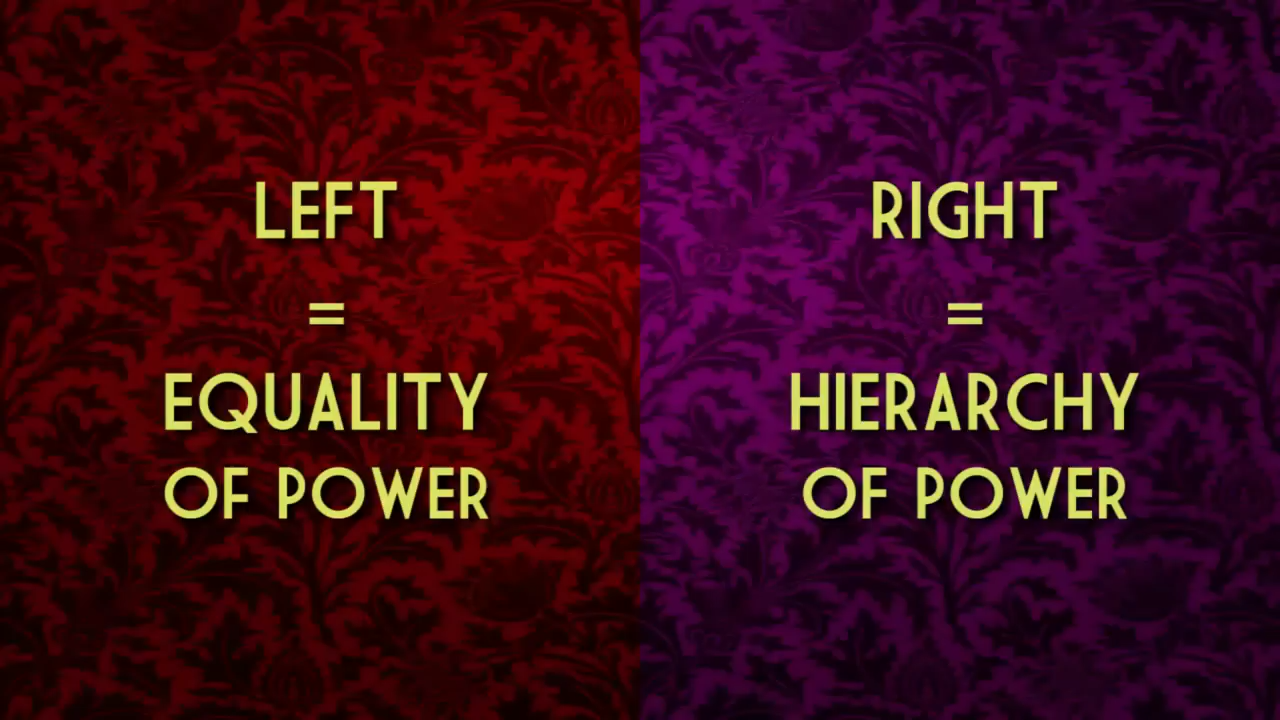 LEFT
=
EQUALITY
OF POWER
RIGHT
=
HIERARCHY
OF POWER